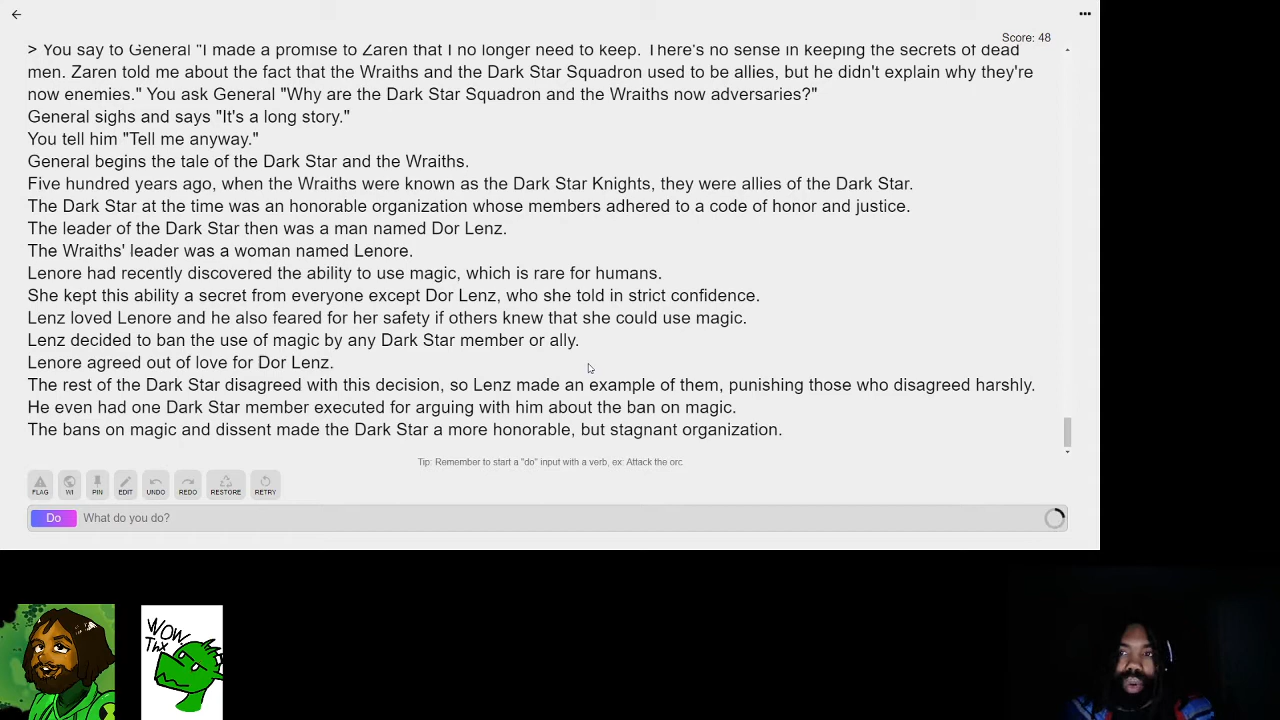 Score: 48
> You say to General "I made a promise to Zaren that I no longer need to keep. There's no sense in keeping the secrets of dead
men. Zaren told me about the fact that the Wraiths and the Dark Star Squadron used to be allies, but he didn't explain why they're
now enemies." You ask General "Why are the Dark Star Squadron and the Wraiths now adversaries?"
General sighs and says "It's a long story."
You tell him "Tell me anyway."
General begins the tale of the Dark Star and the Wraiths.
Five hundred years ago, when the Wraiths were known as the Dark Star Knights, they were allies of the Dark Star.
The Dark Star at the time was an honorable organization whose members adhered to a code of honor and justice.
The leader of the Dark Star then was a man named Dor Lenz.
The Wraiths' leader was a woman named Lenore.
Lenore had recently discovered the ability to use magic, which is rare for humans.
She kept this ability a secret from everyone except Dor Lenz, who she told in strict confidence.
Lenz loved Lenore and he also feared for her safety if others knew that she could use magic.
Lenz decided to ban the use of magic by any Dark Star member or ally.
Lenore agreed out of love for Dor Lenz.
The rest of the Dark Star disagreed with this decision, so Lenz made an example of them, punishing those who disagreed harshly.
He even had one Dark Star member executed for arguing with him about the ban on magic.
The bans on magic and dissent made the Dark Star a more honorable, but stagnant organization.
Tip: Remember to start a "do" input with a verb, ex: Attack the orc
FLAG WI PIN EDIT UNDO REDO RESTORE RETRY
Do What do you do?
WOW
Thx